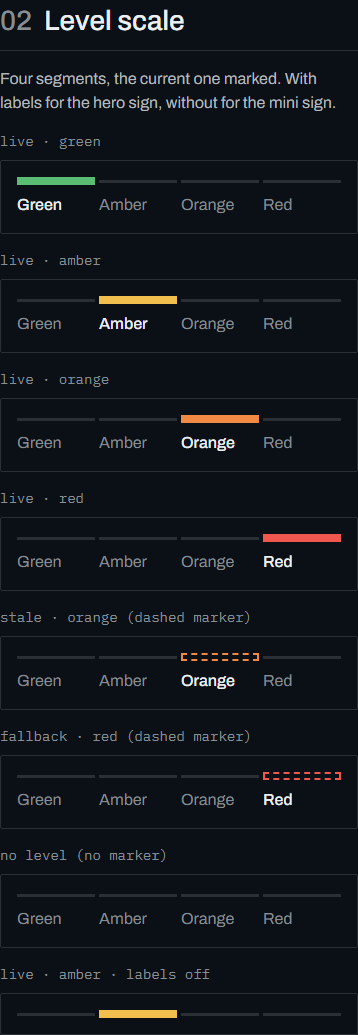 02 Level scale
Four segments, the current one marked. With
labels for the hero sign, without for the mini sign.
live · green
Green Amber Orange Red
live · amber
Green Amber Orange Red
live · orange
Green Amber Orange Red
live · red
Green Amber Orange Red
stale · orange (dashed marker)
Green Amber Orange Red
fallback · red (dashed marker)
Green Amber Orange Red
no level (no marker)
Green Amber Orange Red
live · amber · labels off